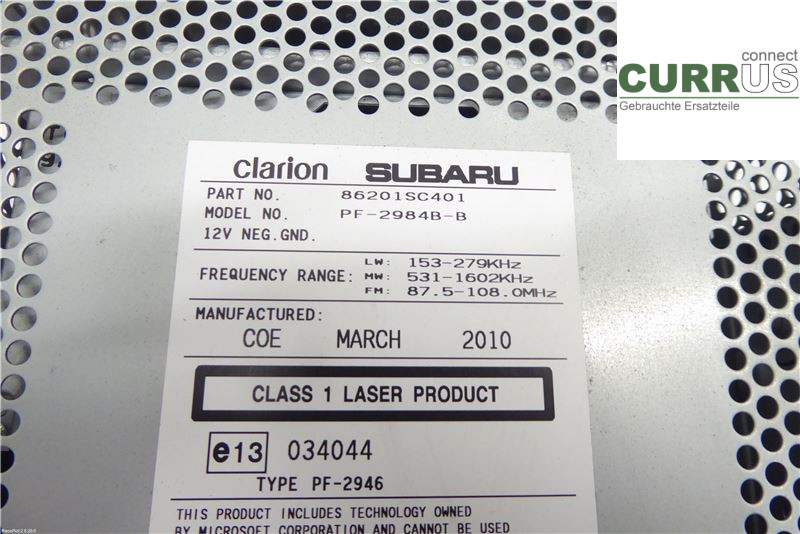 connect
CURRUS
Gebrauchte Ersatzteile
clarion SUBARU
PART NO. 86201SC401
MODEL NO. PF-2984B-B
12V NEG.GND.
FREQUENCY RANGE: LW: 153-279KHz
MW: 531-1602KHz
FM: 87.5-108.0MHz
MANUFACTURED:
COE MARCH 2010
CLASS 1 LASER PRODUCT
e13 034044
TYPE PF-2946
THIS PRODUCT INCLUDES TECHNOLOGY OWNED
BY MICROSOFT CORPORATION AND CANNOT BE USED